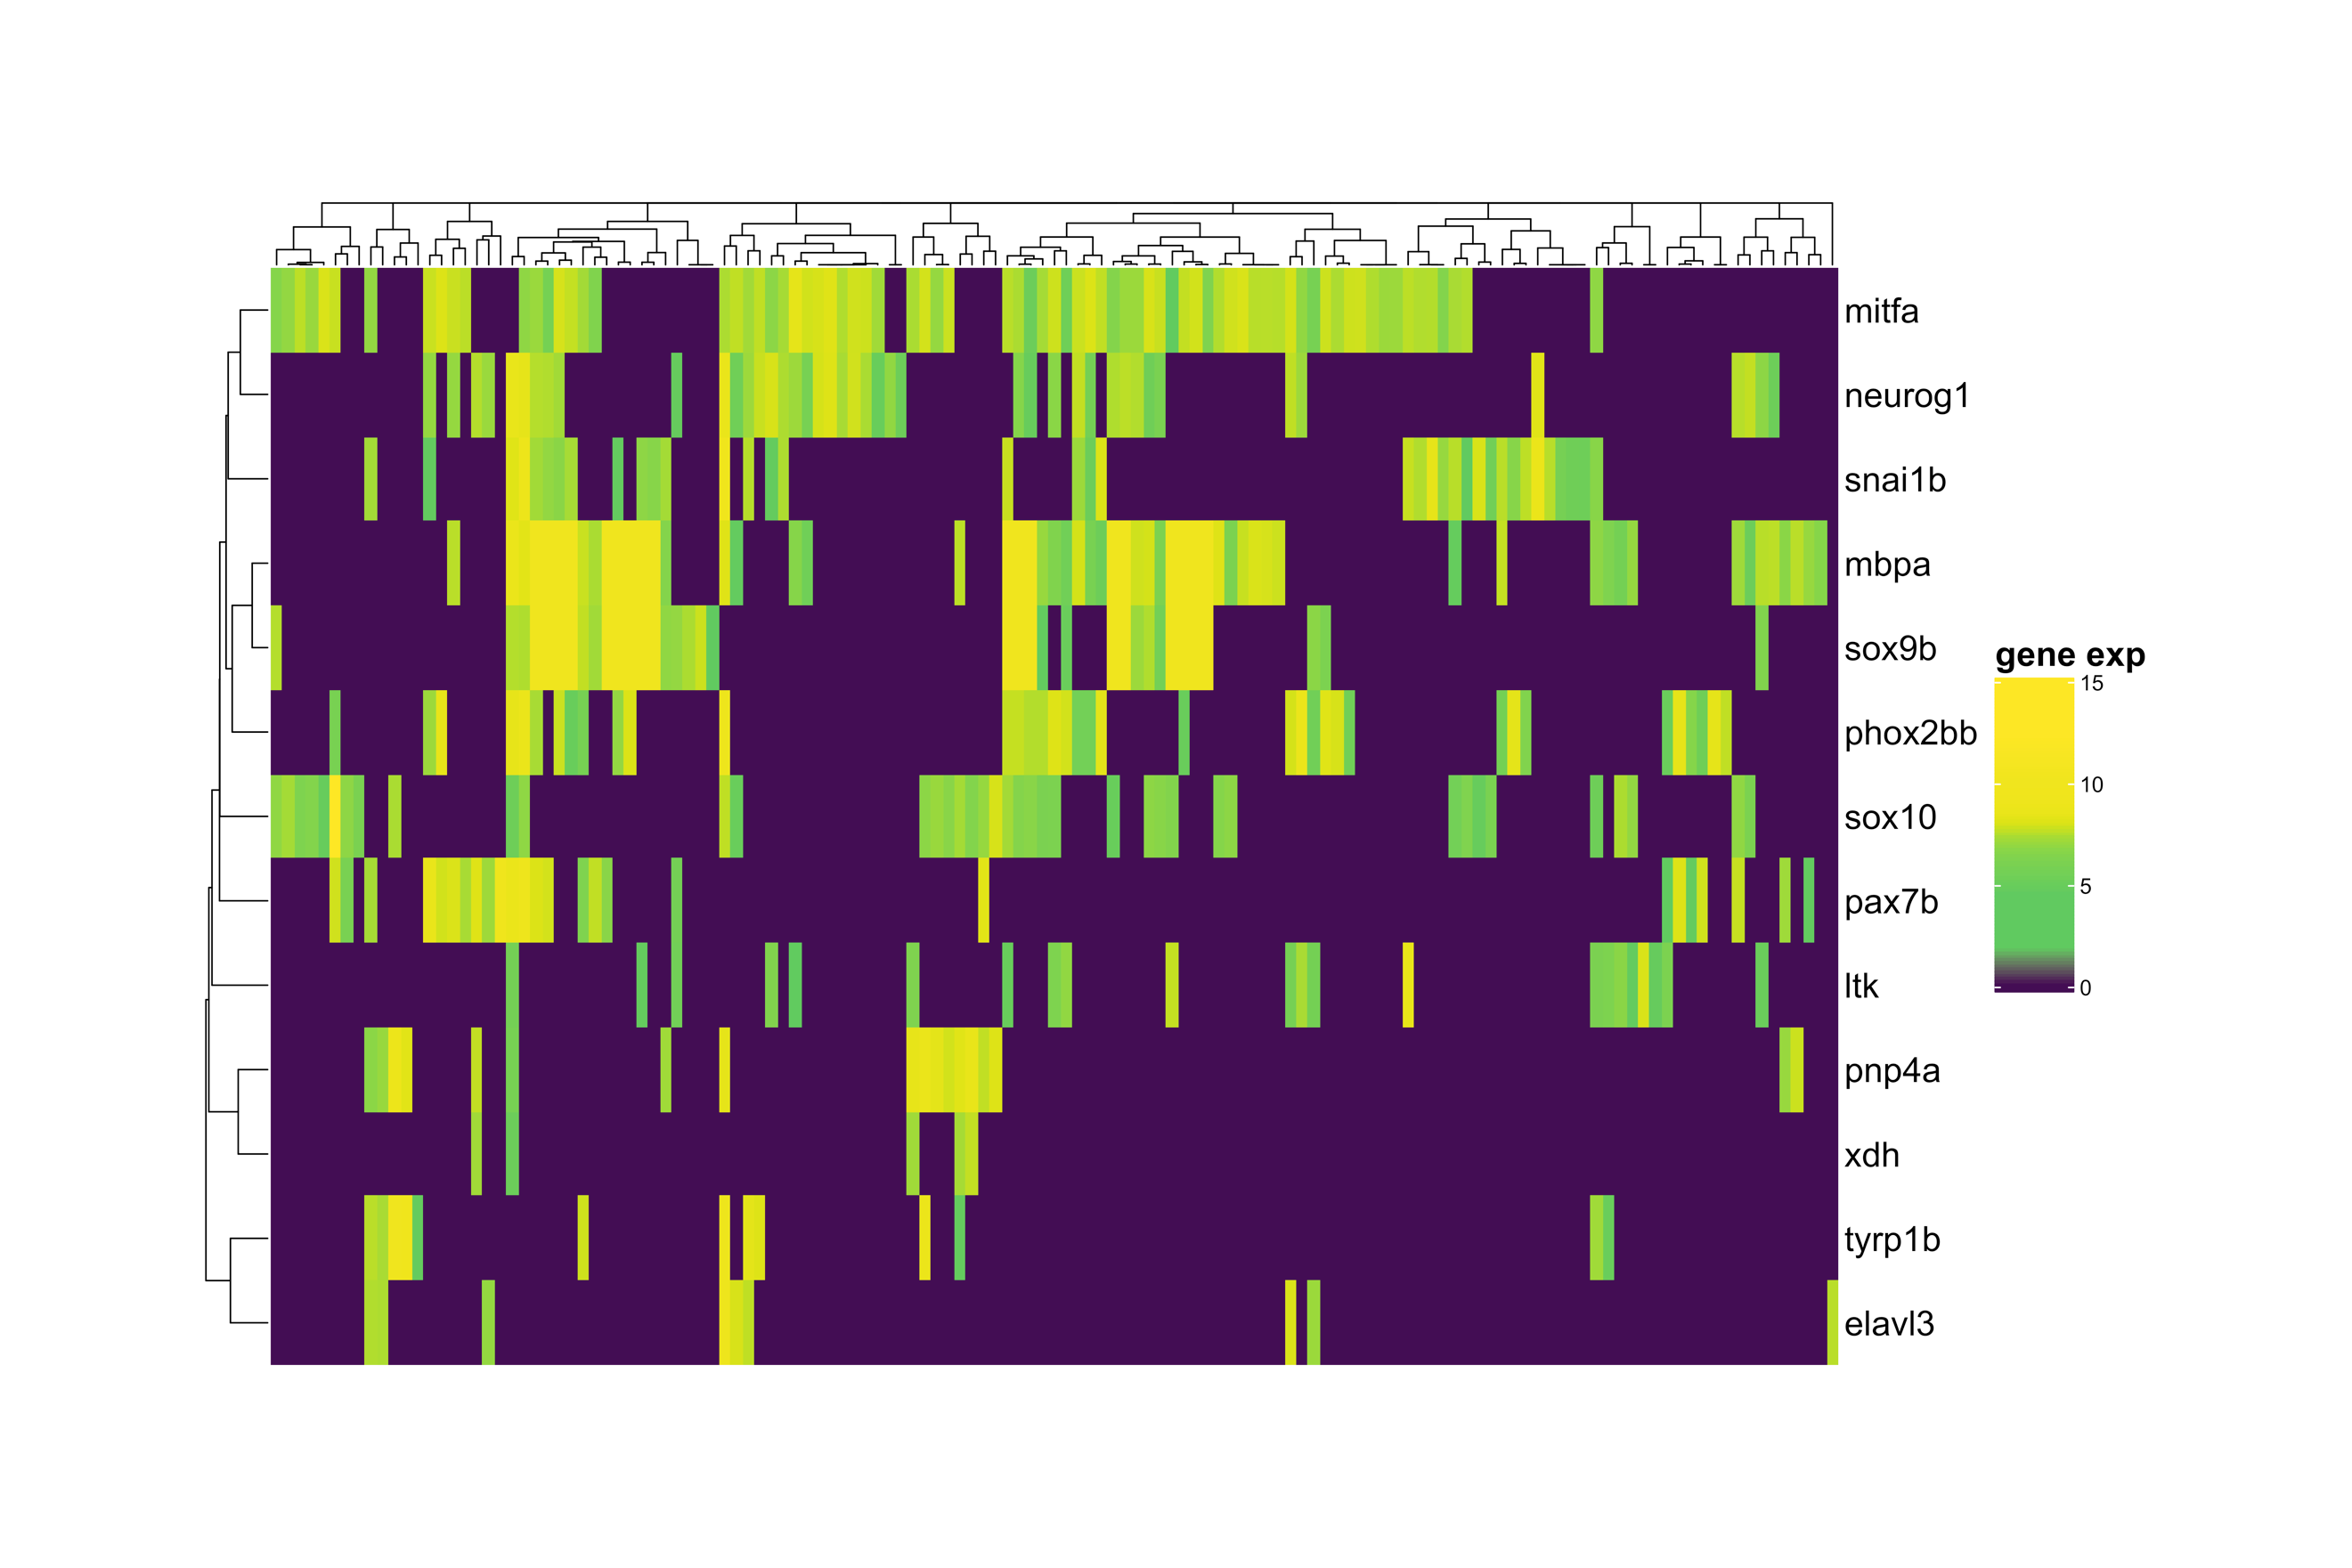 mitfa
neurog1
snai1b
mbpa
sox9b
phox2bb
sox10
pax7b
ltk
pnp4a
xdh
tyrp1b
elavl3
gene exp
15
10
5
0